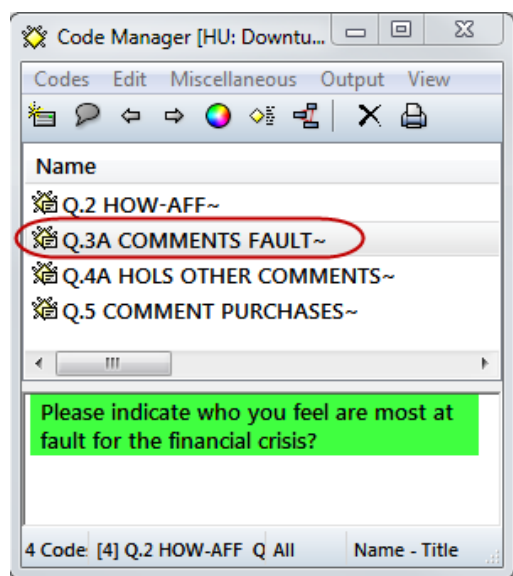 Code Manager [HU: Downtu...
Codes Edit Miscellaneous Output View
Name
Q.2 HOW-AFF~
Q.3A COMMENTS FAULT~
Q.4A HOLS OTHER COMMENTS~
Q.5 COMMENT PURCHASES~
Please indicate who you feel are most at
fault for the financial crisis?
4 Code: [4] Q.2 HOW-AFF Q All Name - Title